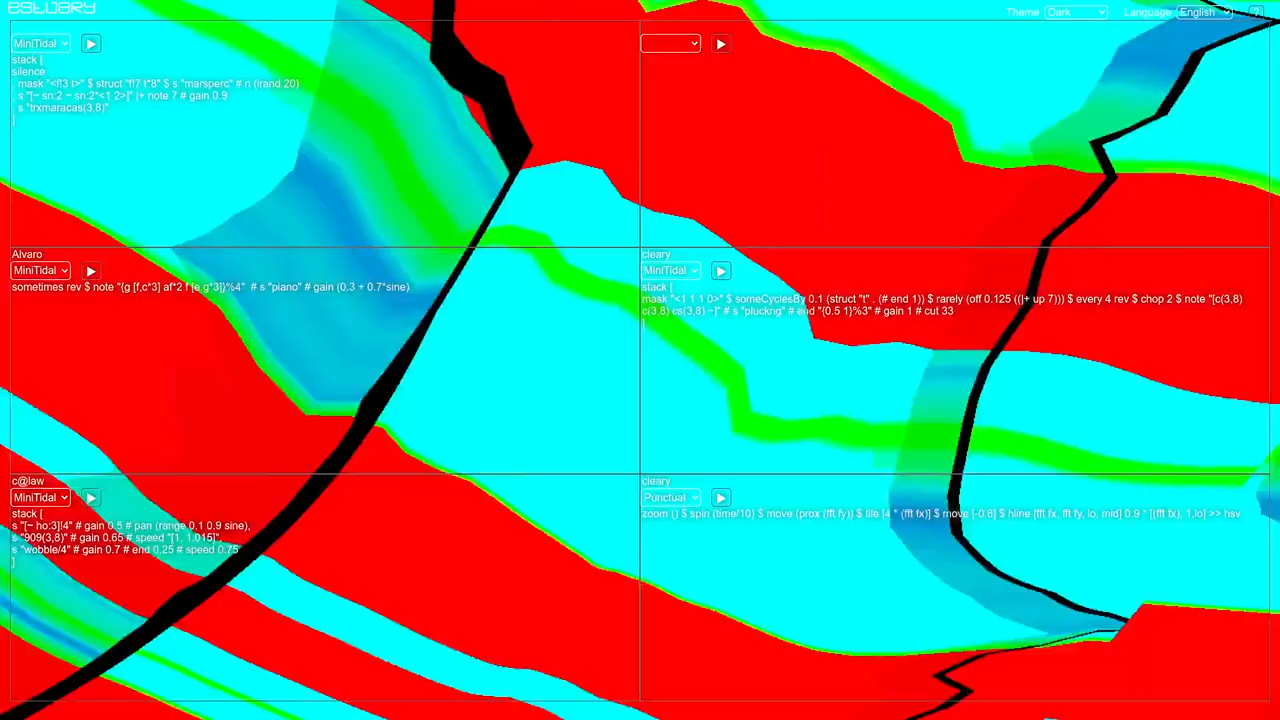 estuary
Theme Dark Language English ?
MiniTidal
stack [
silence
mask "<f!3 t>" $ struct "f!7 t*8" $ s "marsperc" # n (irand 20)
s "[~ sn:2 ~ sn:2*<1 2>]" |+ note 7 # gain 0.9
s "trxmaracas(3,8)"
]
Alvaro
MiniTidal
sometimes rev $ note "{g [f,c*3] af*2 f [e,g*3]}%4" # s "piano" # gain (0.3 + 0.7*sine)
cleary
MiniTidal
stack [
mask "<1 1 1 0>" $ someCyclesBy 0.1 (struct "t" . (# end 1)) $ rarely (off 0.125 ((|+ up 7))) $ every 4 rev $ chop 2 $ note "[c(3,8)
c(3,8) cs(3,8) ~]" # s "pluckng" # end "{0.5 1}%3" # gain 1 # cut 33
c@law
MiniTidal
stack [
s "[~ ho:3]!4" # gain 0.5 # pan (range 0.1 0.9 sine),
s "909(3,8)" # gain 0.65 # speed "[1, 1.015]",
s "wobble/4" # gain 0.7 # end 0.25 # speed 0.75
]
cleary
Punctual
zoom () $ spin (time/10) $ move (prox (fft fy)) $ tile [4 * (fft fx)] $ move [-0.8] $ hline [fft fx, fft fy, lo, mid] 0.9 * [(fft fx), 1,lo] >> hsv